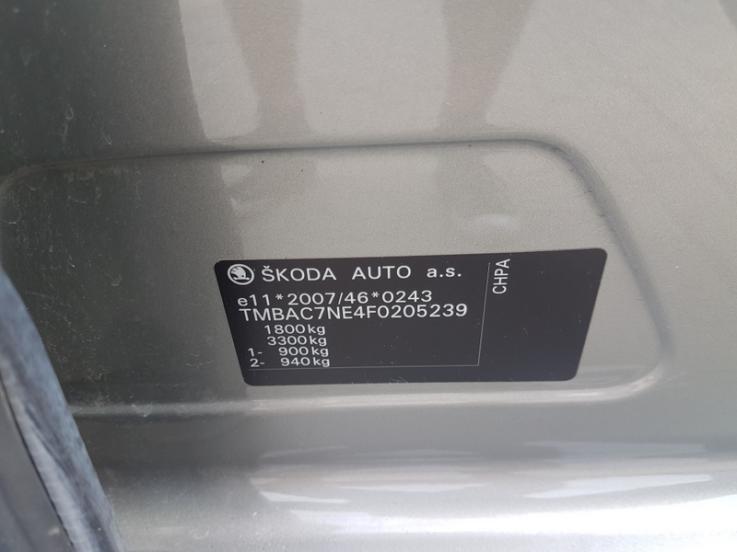 ŠKODA AUTO a.s.
e11*2007/46*0243
TMBAC7NE4F0205239
1800kg
3300kg
1- 900kg
2- 940kg
CHPA